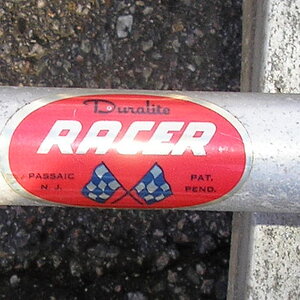 Duralite
RACER
PASSAIC PAT.
N J. PEND.